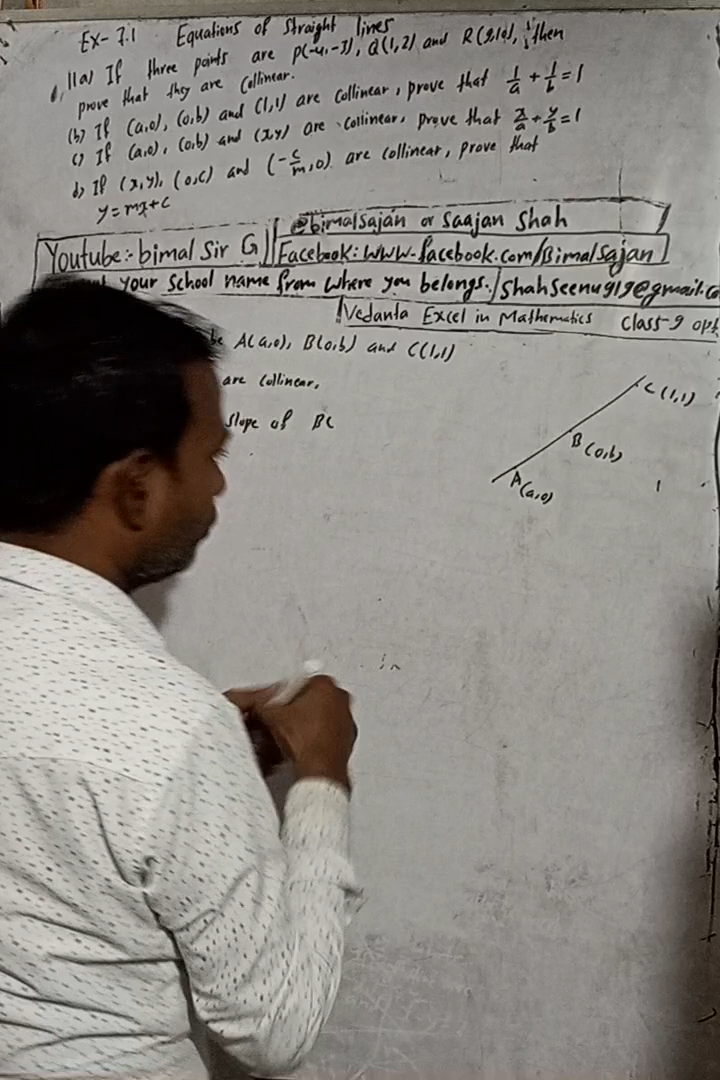 Ex- 7.1 Equations of Straight lines
11a) If three points are P(-4,-3), Q(1,2) and R(9,10), then
prove that they are Collinear.
(b) If (a,0), (0,b) and (1,1) are collinear, prove that 1/a + 1/b = 1
c) If (a,0), (0,b) and (x,y) are collinear, prove that x/a + y/b = 1
d) If (x,y), (0,c) and (-c/m, 0) are collinear, prove that
y = mx+c
@bimalsajan or Saajan Shah
Youtube:- bimal Sir G
Facebook: www.facebook.com/Bimalsajan
your School name from where you belongs. shahseenu919@gmail.co
Vedanta Excel in Mathematics Class-9 opt
be A(a,0), B(0,b) and C(1,1)
are collinear.
slope of BC
C(1,1)
B(0,b)
A(a,0)